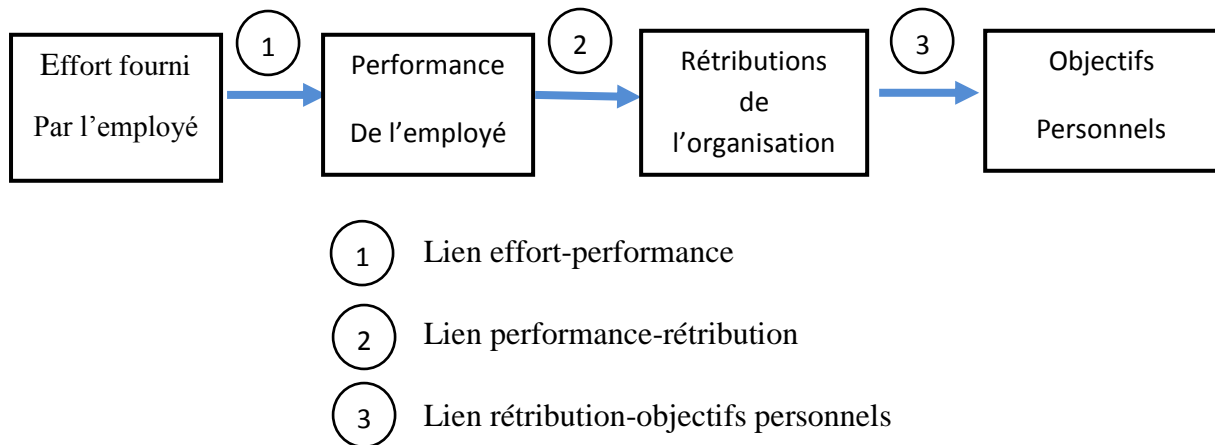 1
2
3
Effort fourni
Par l’employé
Performance
De l’employé
Rétributions
de
l’organisation
Objectifs
Personnels
1 Lien effort-performance
2 Lien performance-rétribution
3 Lien rétribution-objectifs personnels